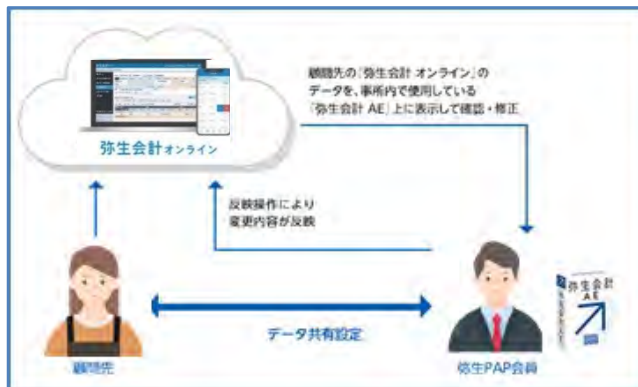 顧問先の「弥生会計 オンライン」の
データを、事所内で使用している
「弥生会計 AE」上に表示して確認・修正
弥生会計 オンライン
反映操作により
変更内容が反映
データ共有設定
顧問先
弥生PAP会員
弥生会計
AE